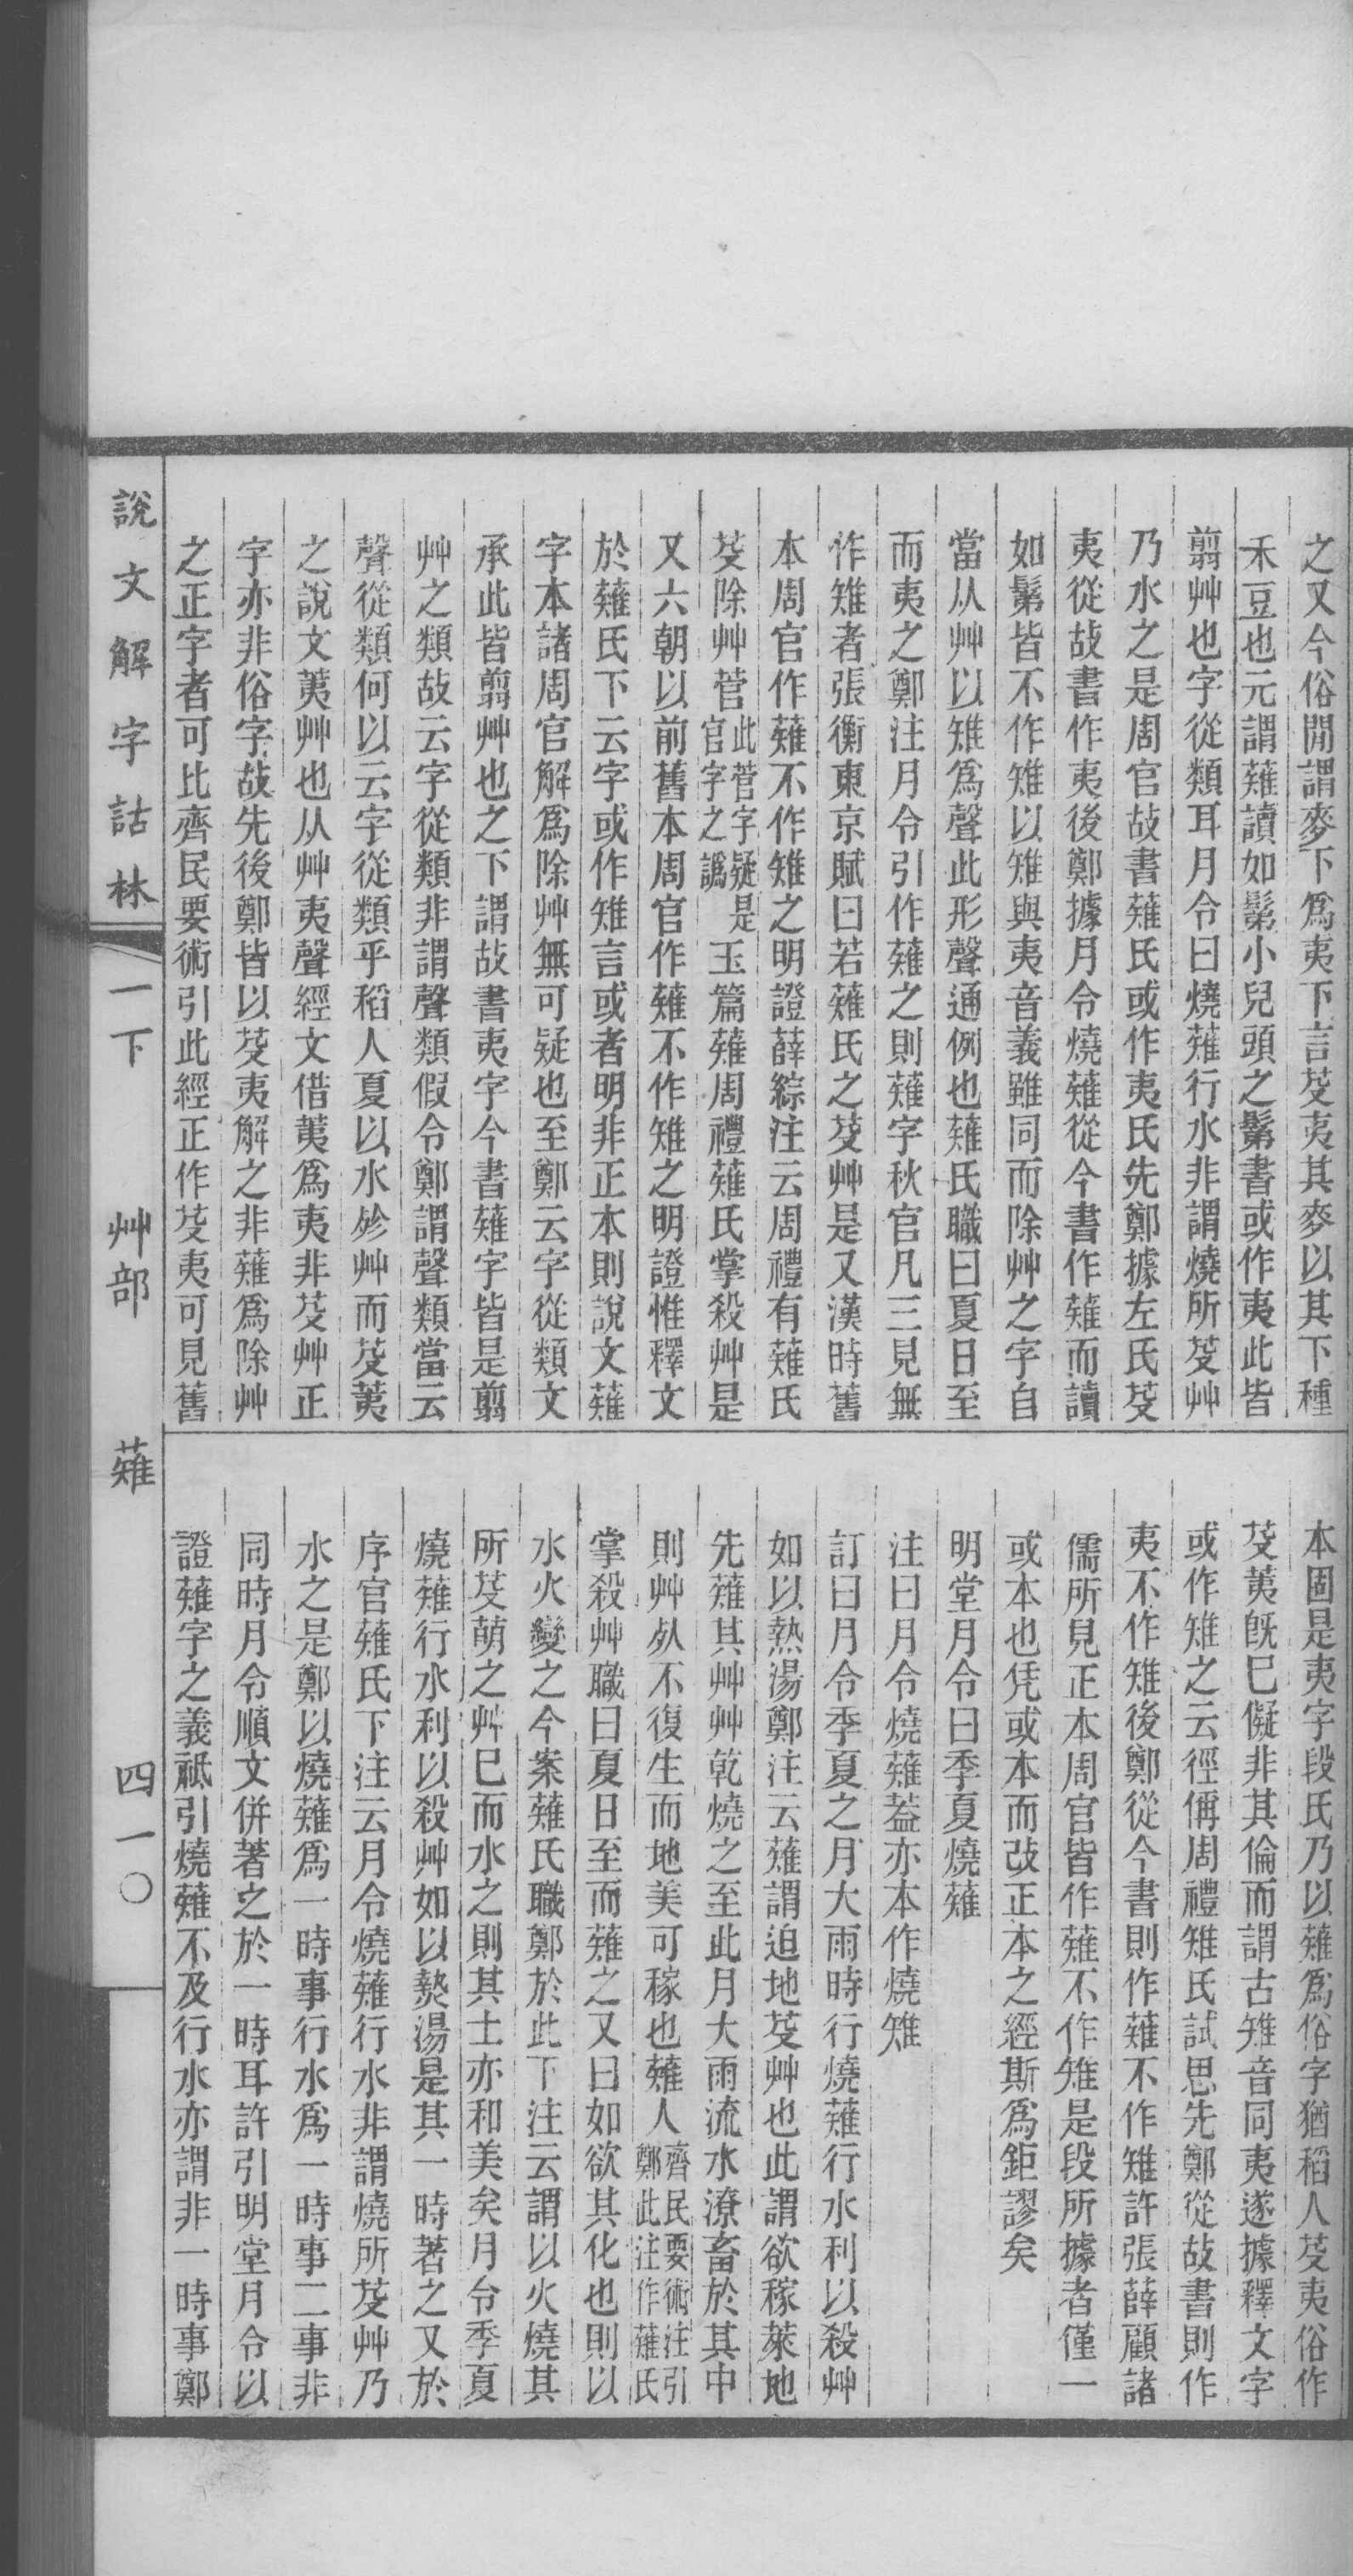 之又今俗閒謂麥下爲夷下言芟夷其麥以其下種
禾豆也元謂薙讀如鬀小兒頭之鬀書或作夷此皆
翦艸也字從類耳月令曰燒薙行水非謂燒所芟艸
乃水之是周官故書薙氏或作夷氏先鄭據左氏芟
夷從故書作夷後鄭據月令燒薙從今書作薙而讀
如鬀皆不作雉以雉與夷音義雖同而除艸之字自
當从艸以雉爲聲此形聲通例也薙氏職曰夏日至
而夷之鄭注月令引作薙之則薙字秋官凡三見無
作雉者張衡東京賦曰若薙氏之芟艸是又漢時舊
本周官作薙不作雉之明證薛綜注云周禮有薙氏
芟除艸菅此菅字疑是官字之譌玉篇薙周禮薙氏掌殺艸是
又六朝以前舊本周官作薙不作雉之明證惟釋文
於薙氏下云字或作雉言或者明非正本則說文薙
字本諸周官解爲除艸無可疑也至鄭云字從類文
承此皆翦艸也之下謂故書夷字今書薙字皆是翦
艸之類故云字從類非謂聲類假令鄭謂聲類當云
聲從類何以云字從類乎稻人夏以水殄艸而芟荑
之說文荑艸也从艸夷聲經文借荑爲夷非芟艸正
字亦非俗字故先後鄭皆以芟夷解之非薙爲除艸
之正字者可比齊民要術引此經正作芟夷可見舊
本固是夷字段氏乃以薙爲俗字猶稻人芟夷俗作
芟荑旣巳儗非其倫而謂古雉音同夷遂據釋文字
或作雉之云徑偁周禮雉氏試思先鄭從故書則作
夷不作雉後鄭從今書則作薙不作雉許張薛顧諸
儒所見正本周官皆作薙不作雉是段所據者僅一
或本也凭或本而改正本之經斯爲鉅謬矣
明堂月令曰季夏燒薙
注曰月令燒薙葢亦本作燒雉
訂曰月令季夏之月大雨時行燒薙行水利以殺艸
如以熱湯鄭注云薙謂迫地芟艸也此謂欲稼萊地
先薙其艸艸乾燒之至此月大雨流水潦畜於其中
則艸死不復生而地美可稼也薙人齊民要術注引鄭此注作薙氏
掌殺艸職曰夏日至而薙之又曰如欲其化也則以
水火變之今案薙氏職鄭於此下注云謂以火燒其
所芟萌之艸巳而水之則其土亦和美矣月令季夏
燒薙行水利以殺艸如以熱湯是其一時著之又於
序官薙氏下注云月令燒薙行水非謂燒所芟艸乃
水之是鄭以燒薙爲一時事行水爲一時事二事非
同時月令順文併著之於一時耳許引明堂月令以
證薙字之義祗引燒薙不及行水亦謂非一時事鄭
說文解字詁林 一下 艸部 薙 四一〇